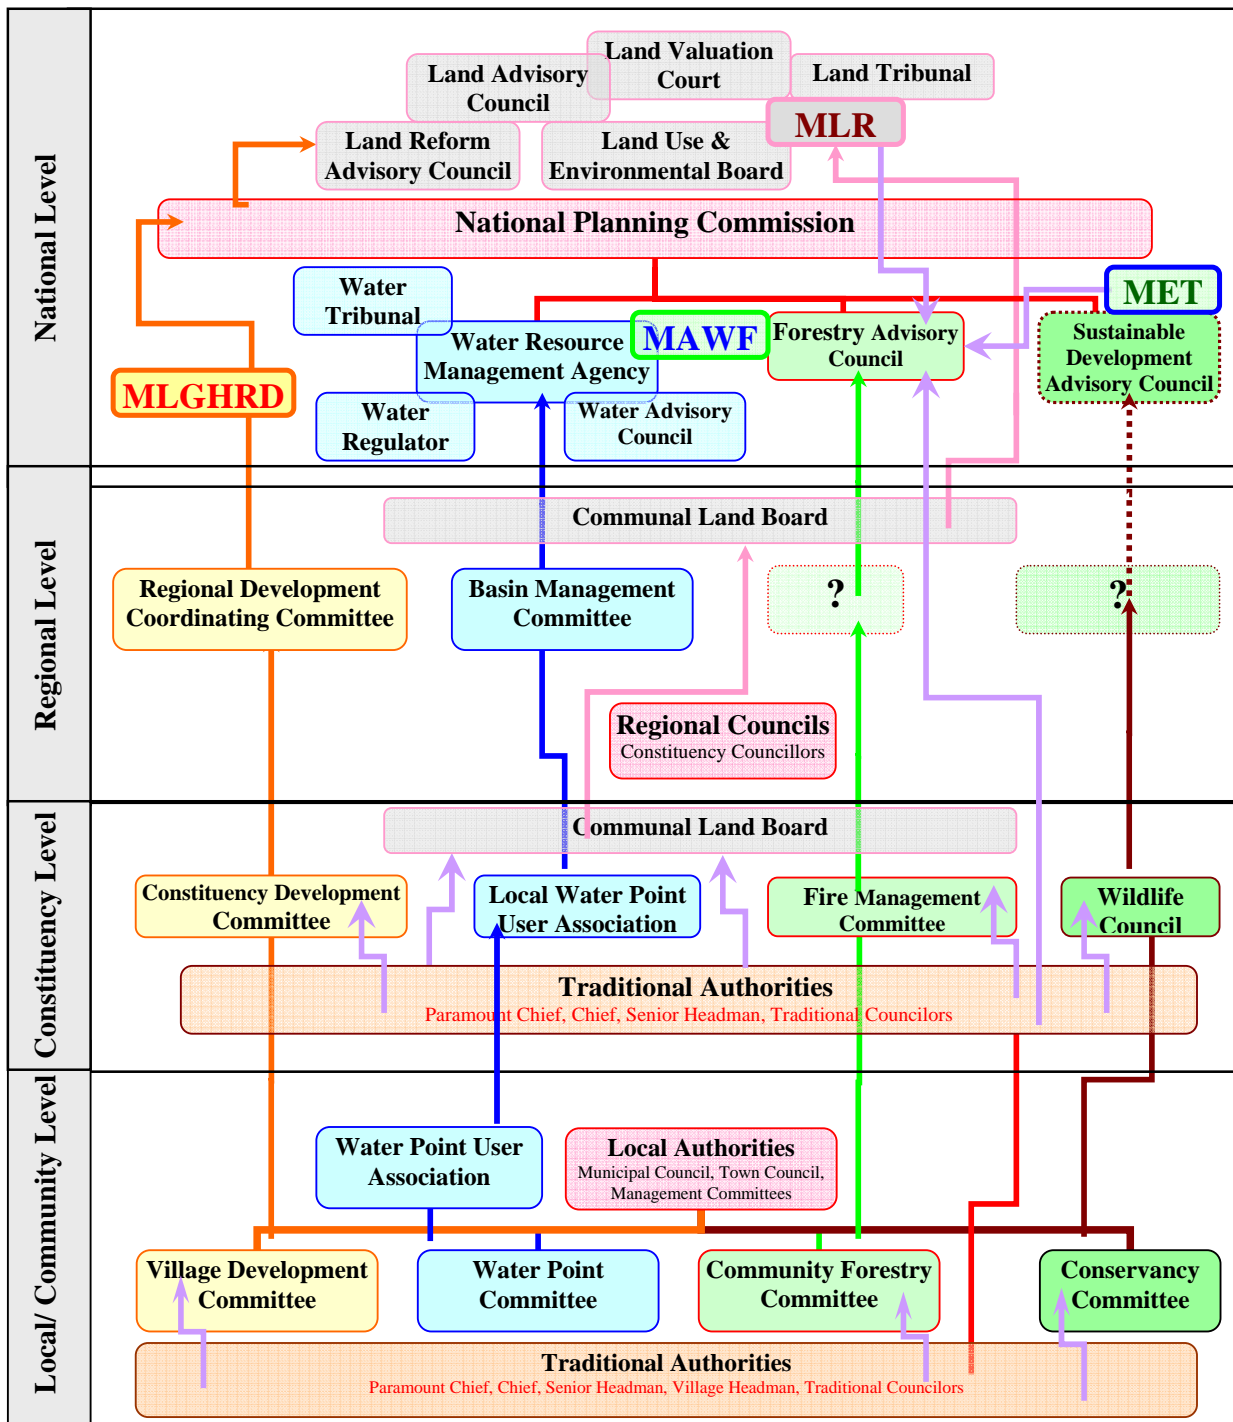 National Level
Land Valuation
Court
Land Advisory
Council
Land Tribunal
MLR
Land Reform
Advisory Council
Land Use &
Environmental Board
National Planning Commission
Water
Tribunal
MET
Water Resource
Management Agency
MAWF
Forestry Advisory
Council
Sustainable
Development
Advisory Council
MLGHRD
Water
Regulator
Water Advisory
Council
Regional Level
Communal Land Board
Regional Development
Coordinating Committee
Basin Management
Committee
?
?
Regional Councils
Constituency Councillors
Constituency Level
Communal Land Board
Constituency Development
Committee
Local Water Point
User Association
Fire Management
Committee
Wildlife
Council
Traditional Authorities
Paramount Chief, Chief, Senior Headman, Traditional Councilors
Local/ Community Level
Water Point User
Association
Local Authorities
Municipal Council, Town Council,
Management Committees
Village Development
Committee
Water Point
Committee
Community Forestry
Committee
Conservancy
Committee
Traditional Authorities
Paramount Chief, Chief, Senior Headman, Village Headman, Traditional Councilors